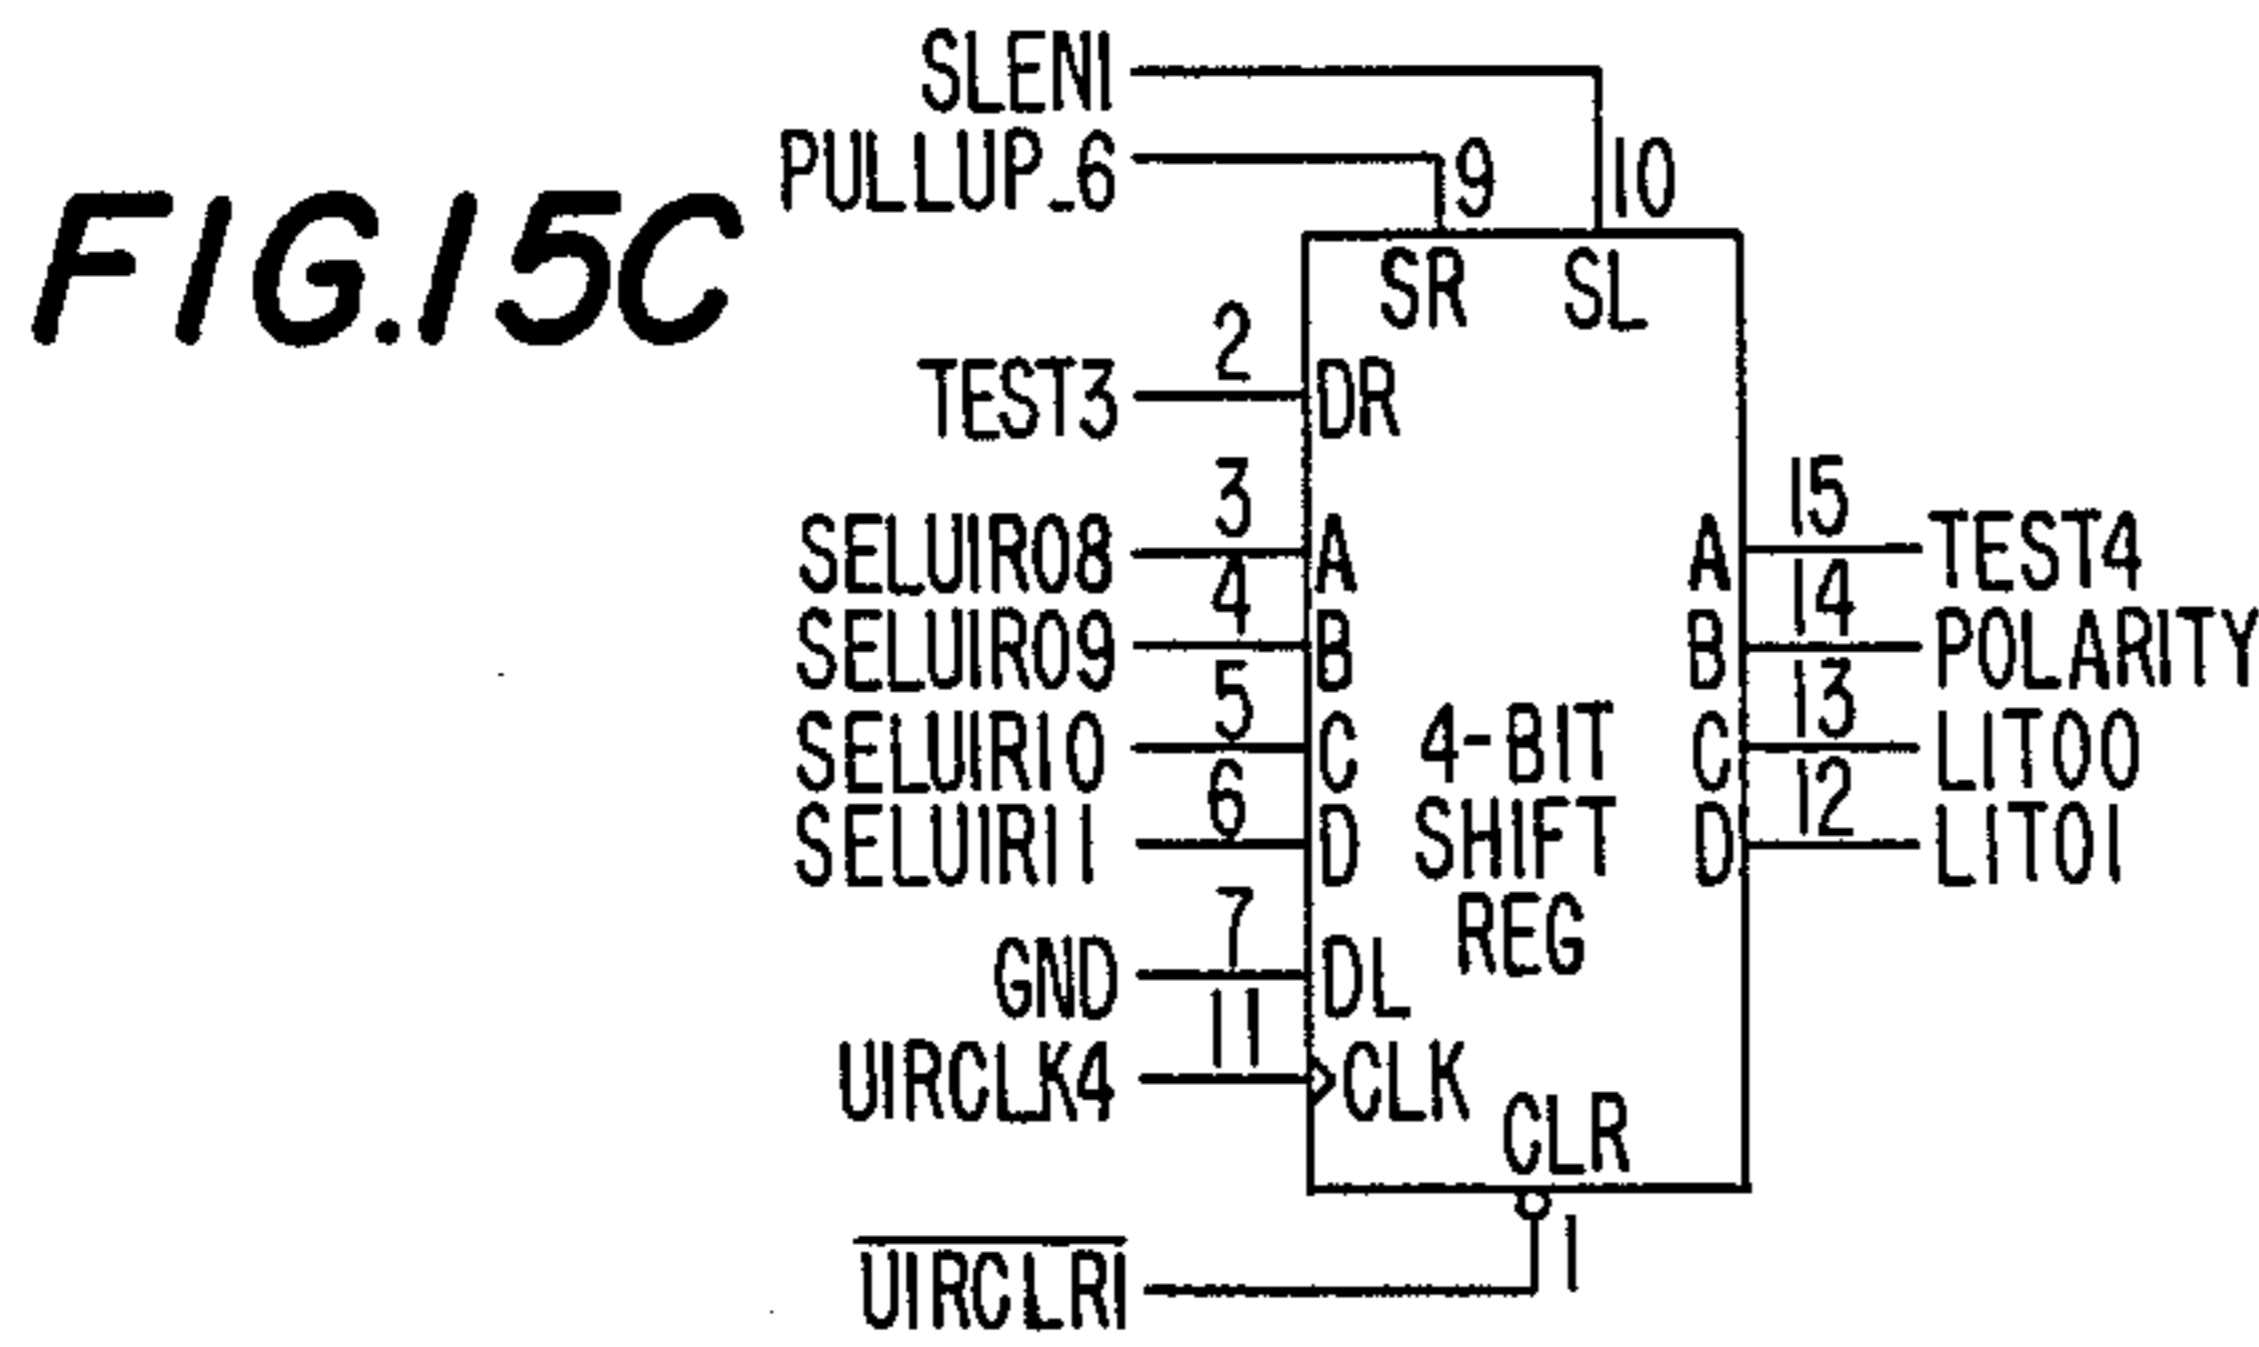 FIG.15C
SLEN1
PULLUP_6
9
10
SR
SL
TEST3
2
DR
SELUIR08
3
A
A
15
TEST4
SELUIR09
4
B
B
14
POLARITY
SELUIR10
5
C
4-BIT
C
13
LIT00
SELUIR11
6
D
SHIFT
D
12
LIT01
REG
GND
7
DL
UIRCLK4
11
CLK
CLR
UIRCLR1
1